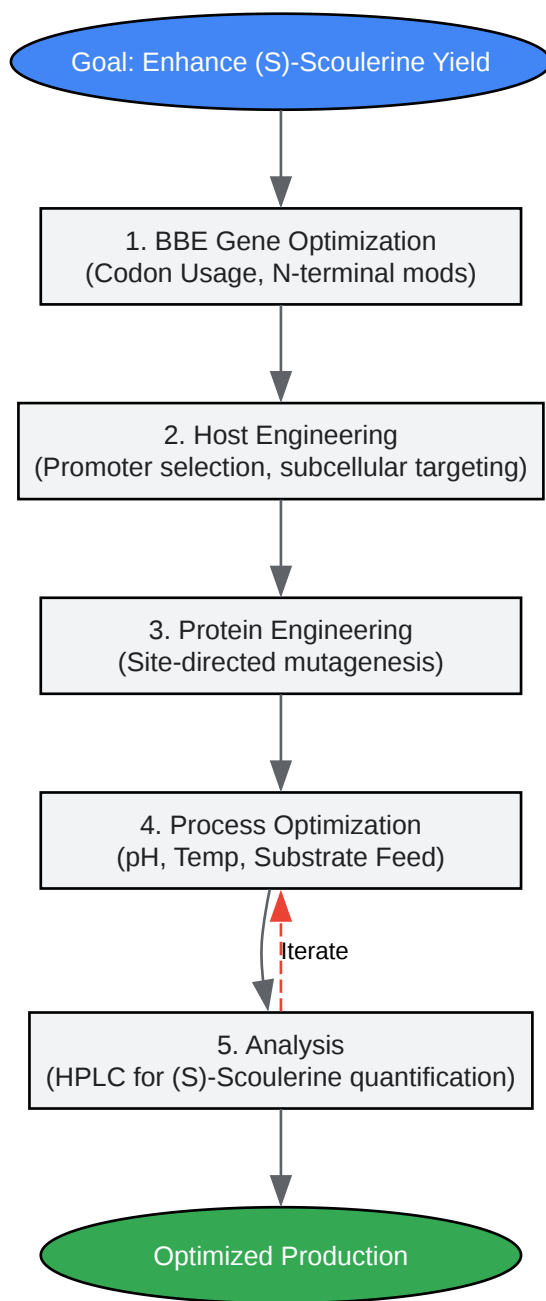 Goal: Enhance (S)-Scoulerine Yield
1. BBE Gene Optimization
(Codon Usage, N-terminal mods)
2. Host Engineering
(Promoter selection, subcellular targeting)
3. Protein Engineering
(Site-directed mutagenesis)
4. Process Optimization
(pH, Temp, Substrate Feed)
Iterate
5. Analysis
(HPLC for (S)-Scoulerine quantification)
Optimized Production